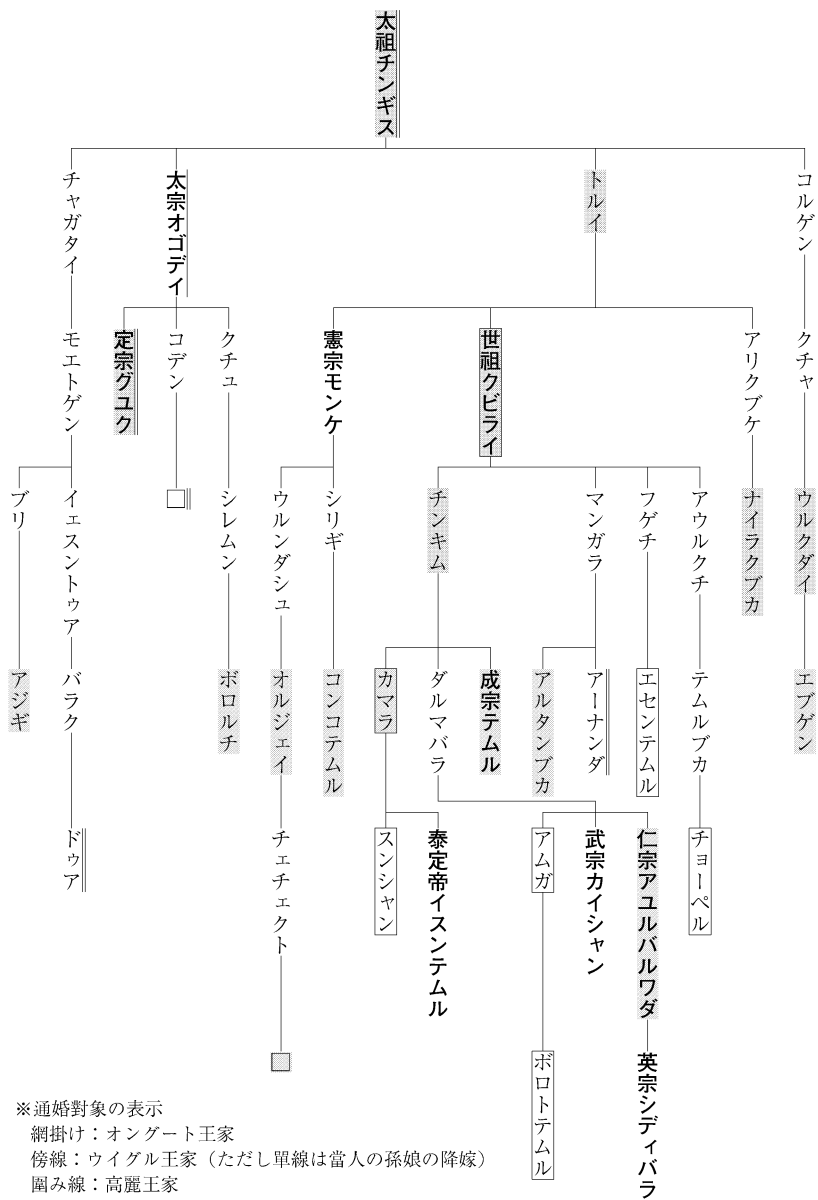 太祖チンギス
チャガタイ
太宗オゴデイ
トルイ
コルゲン
モエトゲン
定宗グユク
コデン
クチュ
憲宗モンケ
世祖クビライ
アリクブケ
クチャ
ブリ
イェスントゥア
□
シレムン
ウルンダシュ
シリギ
チンキム
マンガラ
フゲチ
アウルクチ
ナイラクブカ
ウルクダイ
アジギ
バラク
ボロルチ
オルジェイ
コンコテムル
カマラ
ダルマバラ
成宗テムル
アルタンブカ
アーナンダ
エセンテムル
テムルブカ
エブゲン
ドゥア
チェチェクト
スンシャン
泰定帝イスンテムル
アムガ
武宗カイシャン
仁宗アユルバルワダ
チョーペル
□
ボロトテムル
英宗シディバラ
※通婚對象の表示
網掛け：オングート王家
傍線：ウイグル王家（ただし單線は當人の孫娘の降嫁）
圍み線：高麗王家